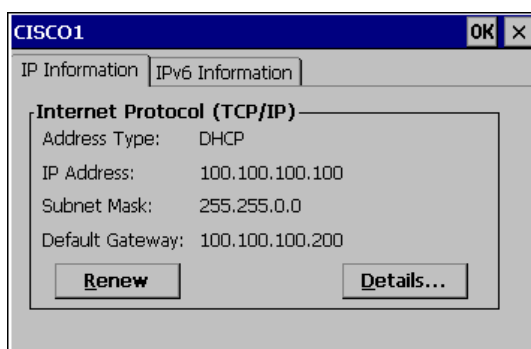 CISCO1 OK ×
IP Information IPv6 Information
Internet Protocol (TCP/IP)
Address Type: DHCP
IP Address: 100.100.100.100
Subnet Mask: 255.255.0.0
Default Gateway: 100.100.100.200
Renew Details...